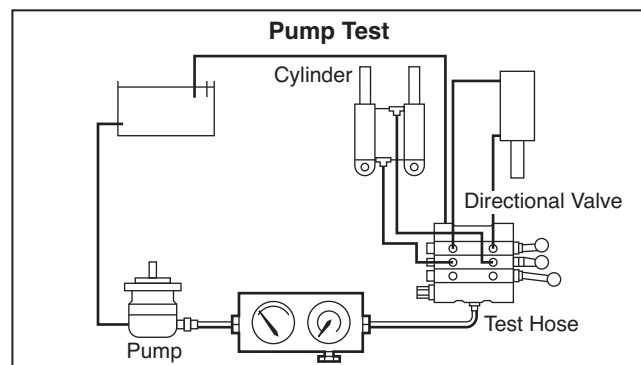 Pump Test
Cylinder
Directional Valve
Test Hose
Pump